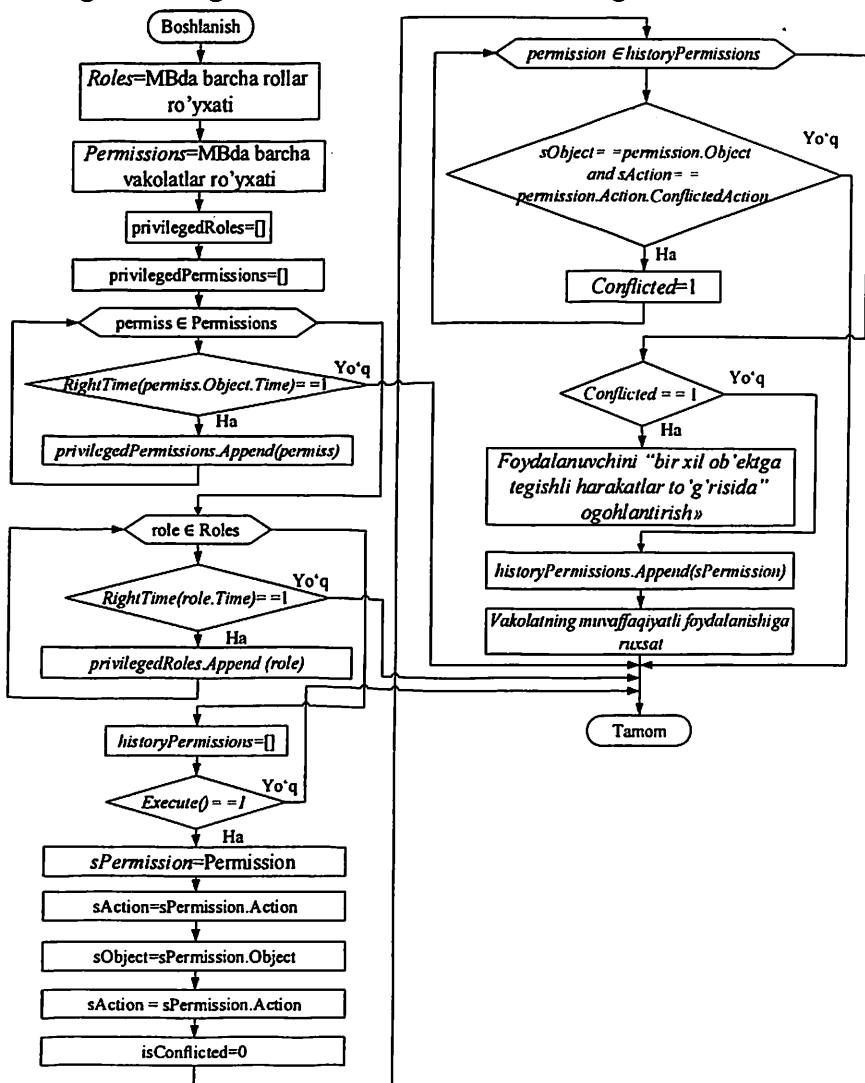 Boshlanish
Roles=MBda barcha rollar
ro'yxati
Permissions=MBda barcha
vakolatlar ro'yxati
privilegedRoles=[]
privilegedPermissions=[]
permiss ∈ Permissions
Yo'q
RightTime(permiss.Object.Time)= =1
Ha
privilegedPermissions.Append(permiss)
role ∈ Roles
Yo'q
RightTime(role.Time)= =1
Ha
privilegedRoles.Append (role)
historyPermissions=[]
Yo'q
Execute()= =1
Ha
sPermission=Permission
sAction=sPermission.Action
sObject=sPermission.Object
sAction = sPermission.Action
isConflicted=0
permission ∈ historyPermissions
Yo'q
sObject= =permission.Object
and sAction= =
permission.Action.ConflictedAction
Ha
Conflicted=1
Yo'q
Conflicted = = 1
Ha
Foydalanuvchini "bir xil ob'ektga
tegishli harakatlar to'g'risida"
ogohlantirish»
historyPermissions.Append(sPermission)
Vakolatning muvaffaqiyatli foydalanishiga
ruxsat
Tamom